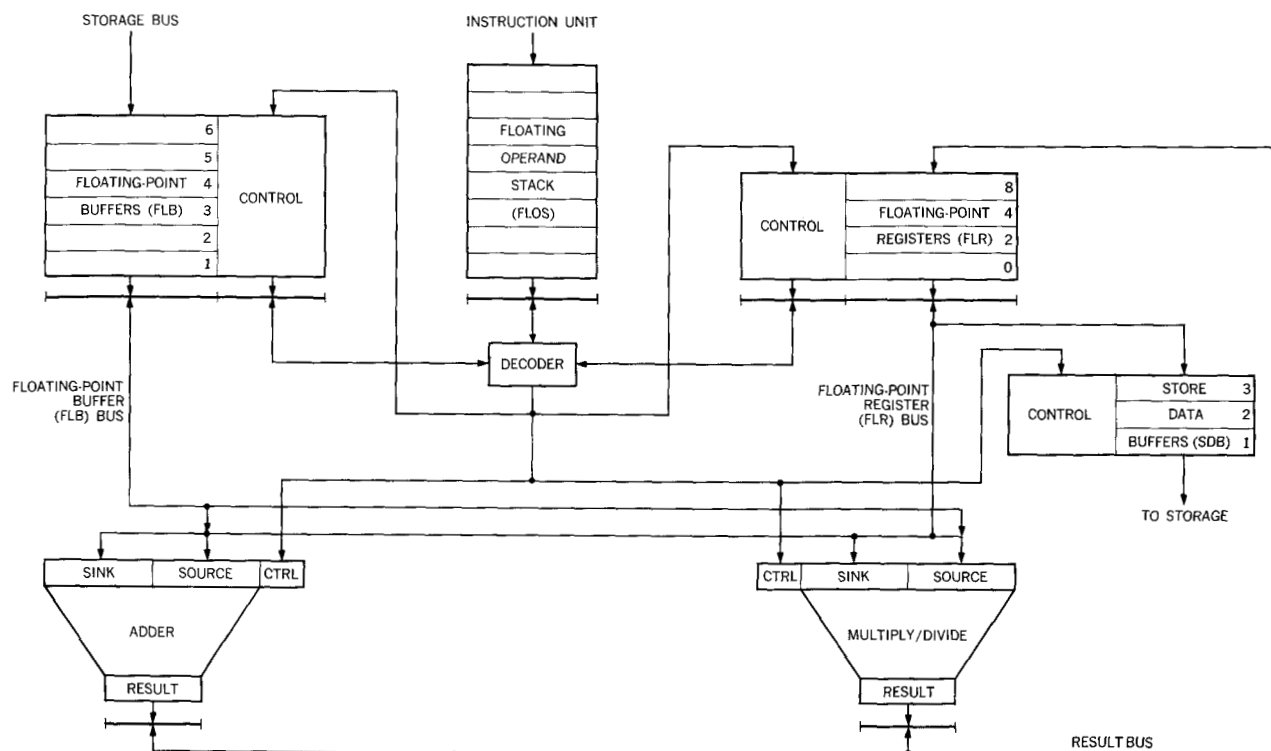 STORAGE BUS
INSTRUCTION UNIT
6
5
FLOATING-POINT 4
BUFFERS (FLB) 3
2
1
CONTROL
FLOATING
OPERAND
STACK
(FLOS)
CONTROL
8
FLOATING-POINT 4
REGISTERS (FLR) 2
0
DECODER
FLOATING-POINT
BUFFER
(FLB) BUS
FLOATING-POINT
REGISTER
(FLR) BUS
CONTROL
STORE 3
DATA 2
BUFFERS (SDB) 1
TO STORAGE
SINK SOURCE CTRL
ADDER
RESULT
CTRL SINK SOURCE
MULTIPLY/DIVIDE
RESULT
RESULT BUS